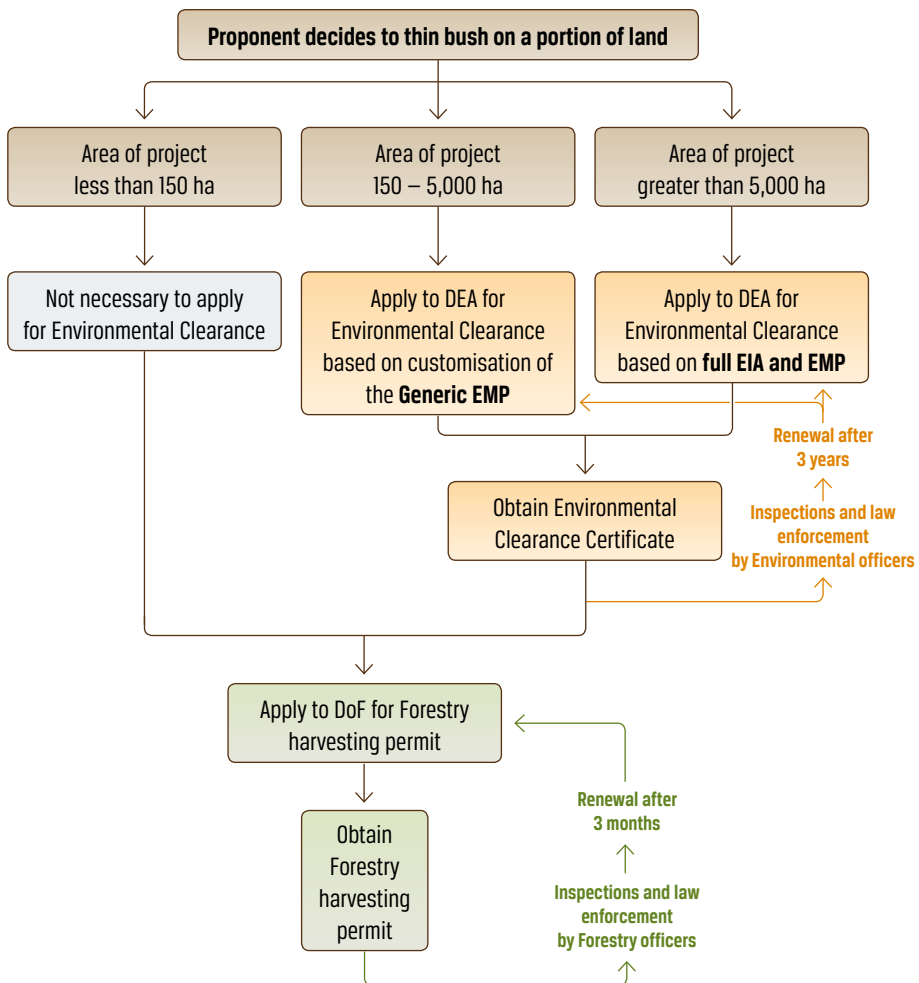 Proponent decides to thin bush on a portion of land
Area of project
less than 150 ha
Area of project
150 – 5,000 ha
Area of project
greater than 5,000 ha
Not necessary to apply
for Environmental Clearance
Apply to DEA for
Environmental Clearance
based on customisation of
the Generic EMP
Apply to DEA for
Environmental Clearance
based on full EIA and EMP
Renewal after
3 years
Obtain Environmental
Clearance Certificate
Inspections and law
enforcement
by Environmental officers
Apply to DoF for Forestry
harvesting permit
Renewal after
3 months
Obtain
Forestry
harvesting
permit
Inspections and law
enforcement
by Forestry officers